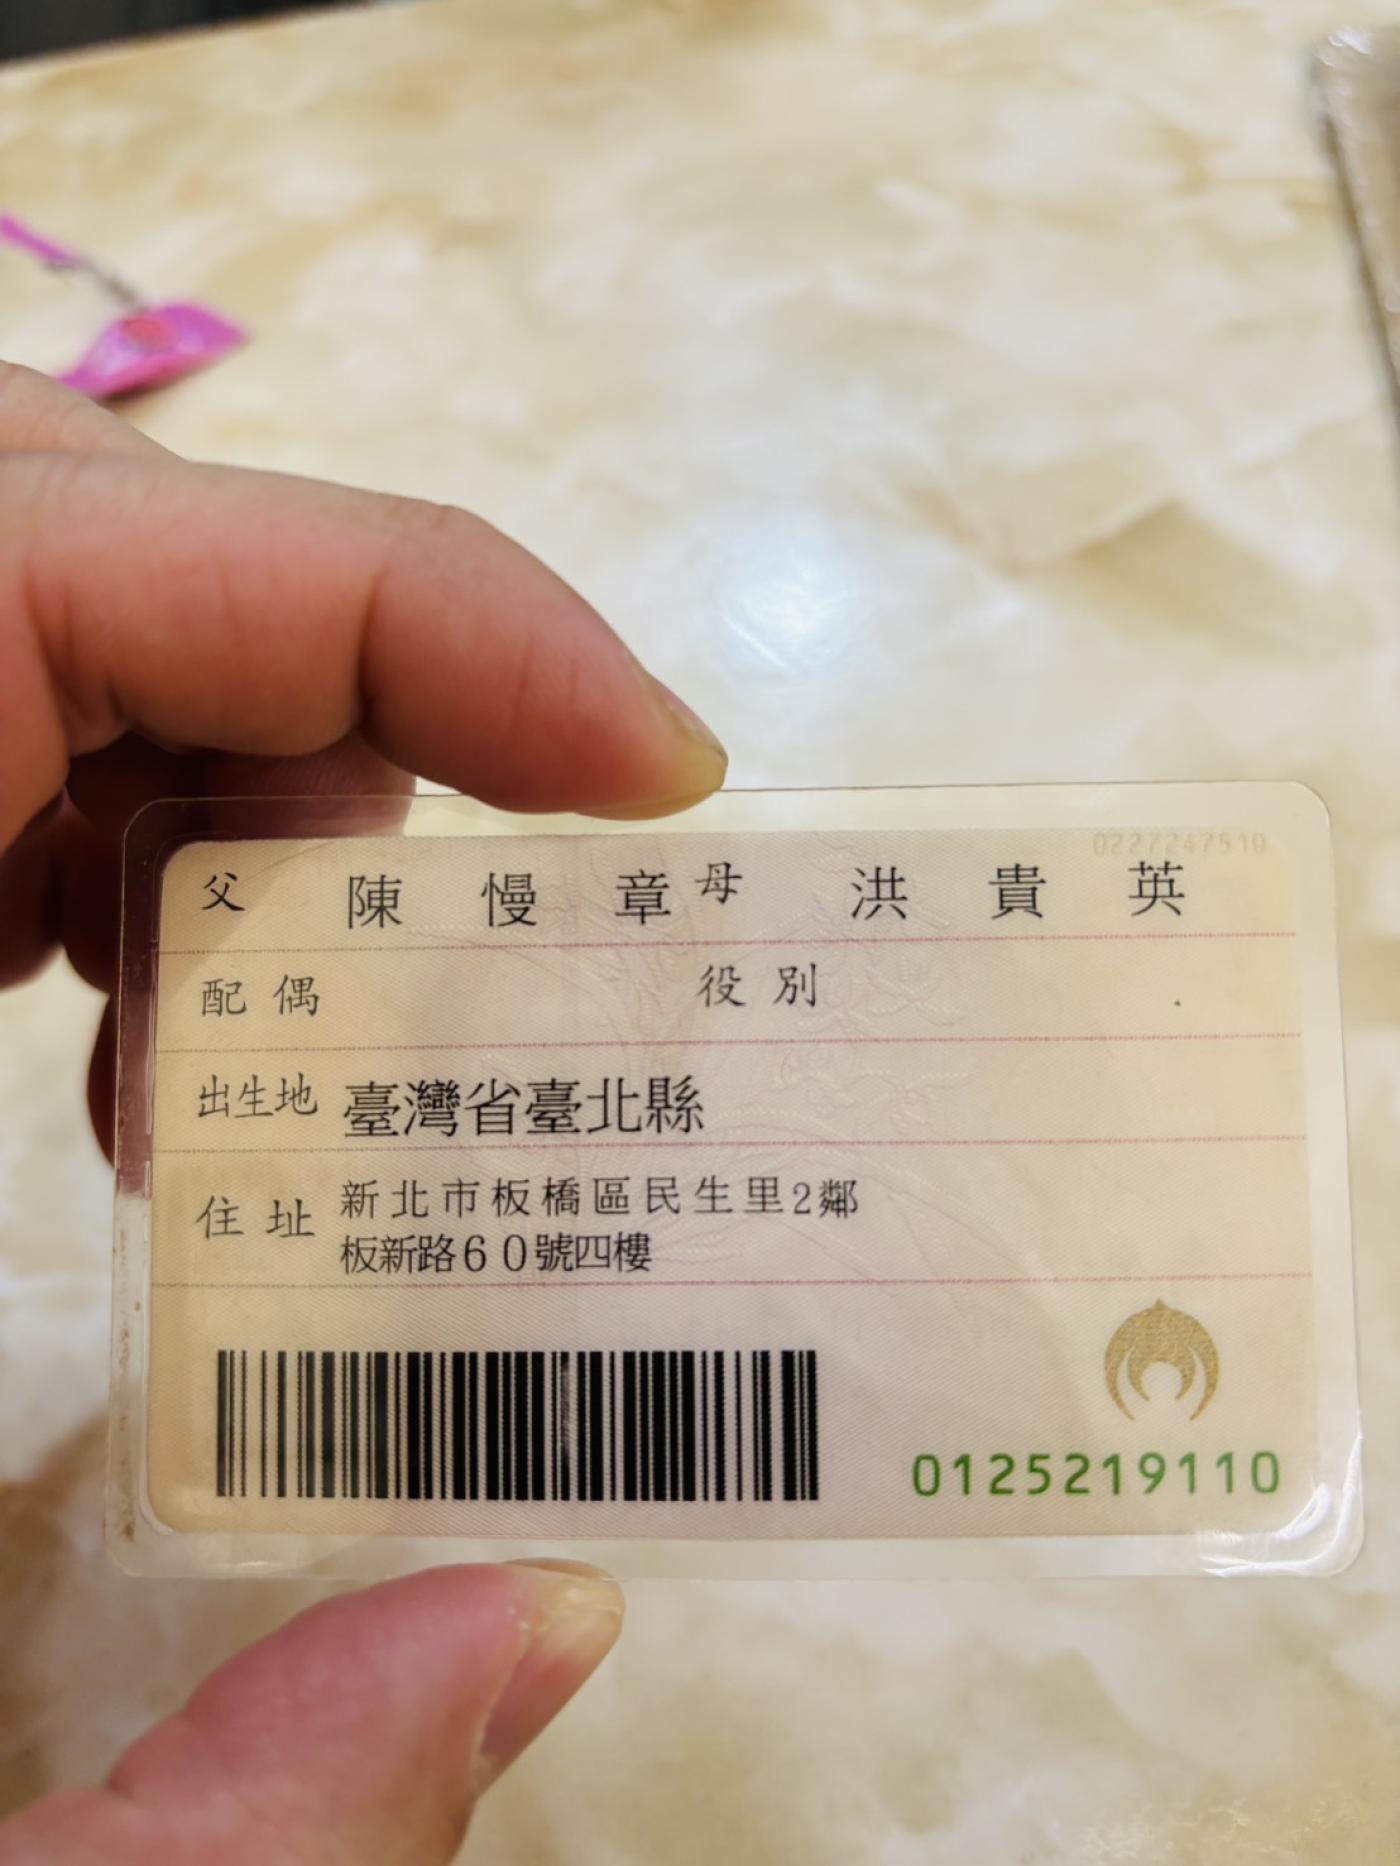 0227247510
父 陳慢章 母 洪貴英
配偶 役別
出生地 臺灣省臺北縣
住址 新北市板橋區民生里2鄰
板新路60號四樓
0125219110